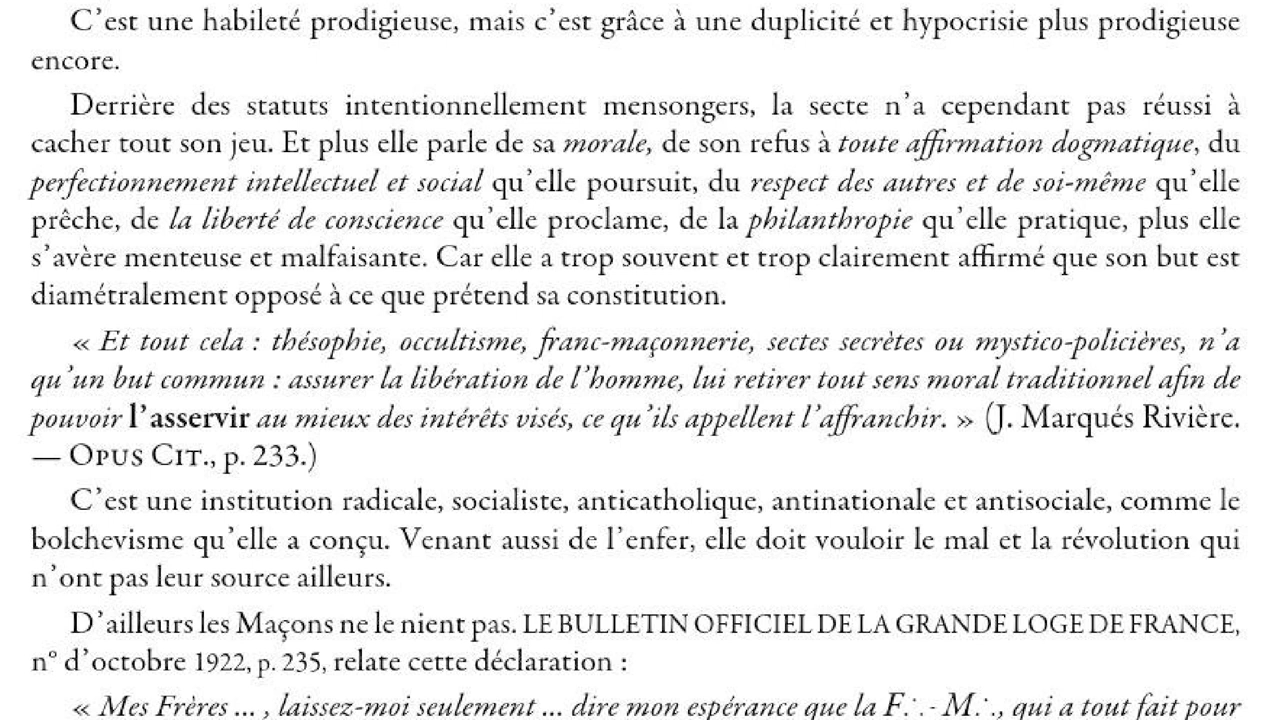 C’est une habileté prodigieuse, mais c’est grâce à une duplicité et hypocrisie plus prodigieuse
encore.
Derrière des statuts intentionnellement mensongers, la secte n’a cependant pas réussi à
cacher tout son jeu. Et plus elle parle de sa morale, de son refus à toute affirmation dogmatique, du
perfectionnement intellectuel et social qu’elle poursuit, du respect des autres et de soi-même qu’elle
prêche, de la liberté de conscience qu’elle proclame, de la philanthropie qu’elle pratique, plus elle
s’avère menteuse et malfaisante. Car elle a trop souvent et trop clairement affirmé que son but est
diamétralement opposé à ce que prétend sa constitution.
« Et tout cela : thésophie, occultisme, franc-maçonnerie, sectes secrètes ou mystico-policières, n’a
qu’un but commun : assurer la libération de l’homme, lui retirer tout sens moral traditionnel afin de
pouvoir l’asservir au mieux des intérêts visés, ce qu’ils appellent l’affranchir. » (J. Marqués Rivière.
— OPUS CIT., p. 233.)
C’est une institution radicale, socialiste, anticatholique, antinationale et antisociale, comme le
bolchevisme qu’elle a conçu. Venant aussi de l’enfer, elle doit vouloir le mal et la révolution qui
n’ont pas leur source ailleurs.
D’ailleurs les Maçons ne le nient pas. LE BULLETIN OFFICIEL DE LA GRANDE LOGE DE FRANCE,
n° d’octobre 1922, p. 235, relate cette déclaration :
« Mes Frères ... , laissez-moi seulement ... dire mon espérance que la F∴ - M∴, qui a tout fait pour